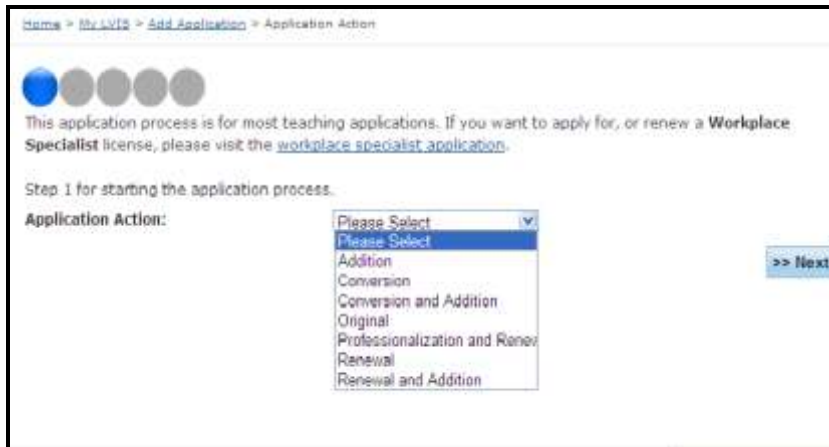 Home > My LVIS > Add Application > Application Action
This application process is for most teaching applications. If you want to apply for, or renew a Workplace
Specialist license, please visit the workplace specialist application.
Step 1 for starting the application process.
Application Action:
Please Select
Please Select
Addition
Conversion
Conversion and Addition
Original
Professionalization and Renew
Renewal
Renewal and Addition
>> Next